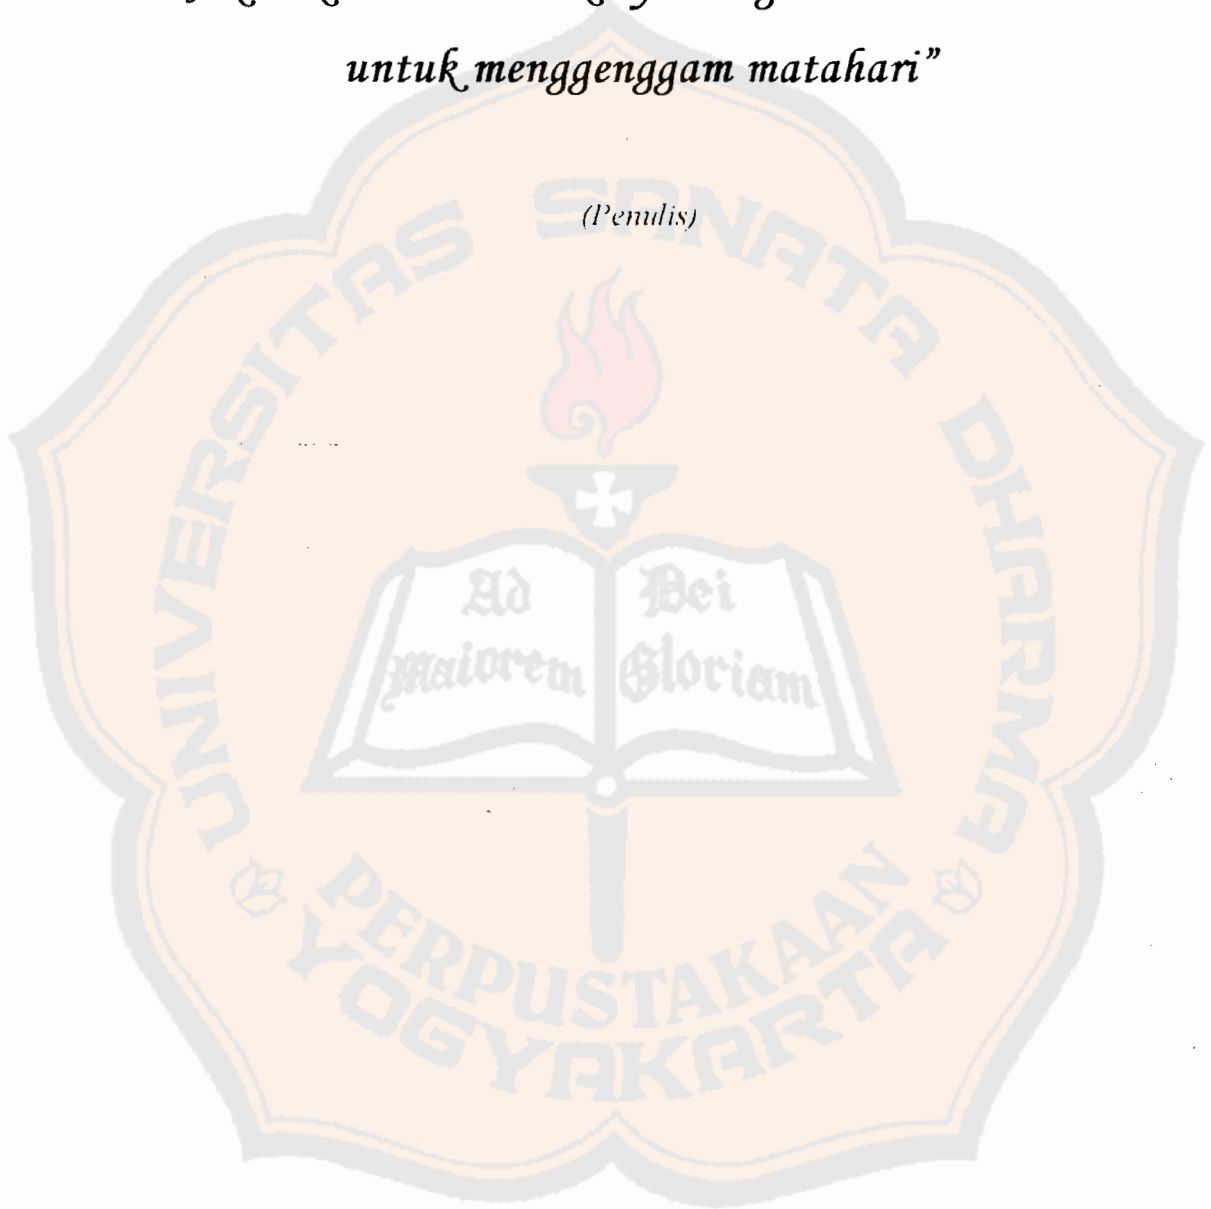 untuk menggenggam matahari”
(Penulis)
UNIVERSITAS SANATA DHARMA
Ad Dei
maiorem Gloriam
PERPUSTAKAAN
YOGYAKARTA